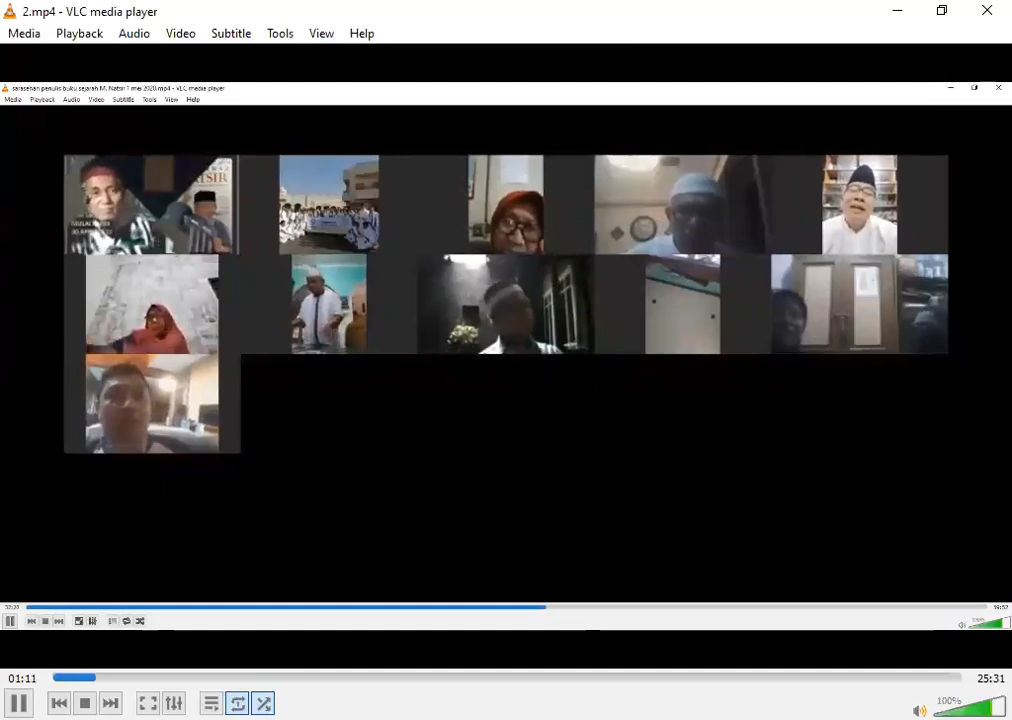 2.mp4 - VLC media player
Media Playback Audio Video Subtitle Tools View Help
sarasehan penulis buku sejarah M. Natsir 1 mei 2020.mp4 - VLC media player
Media Playback Audio Video Subtitle Tools View Help
100%
01:11
25:31
100%